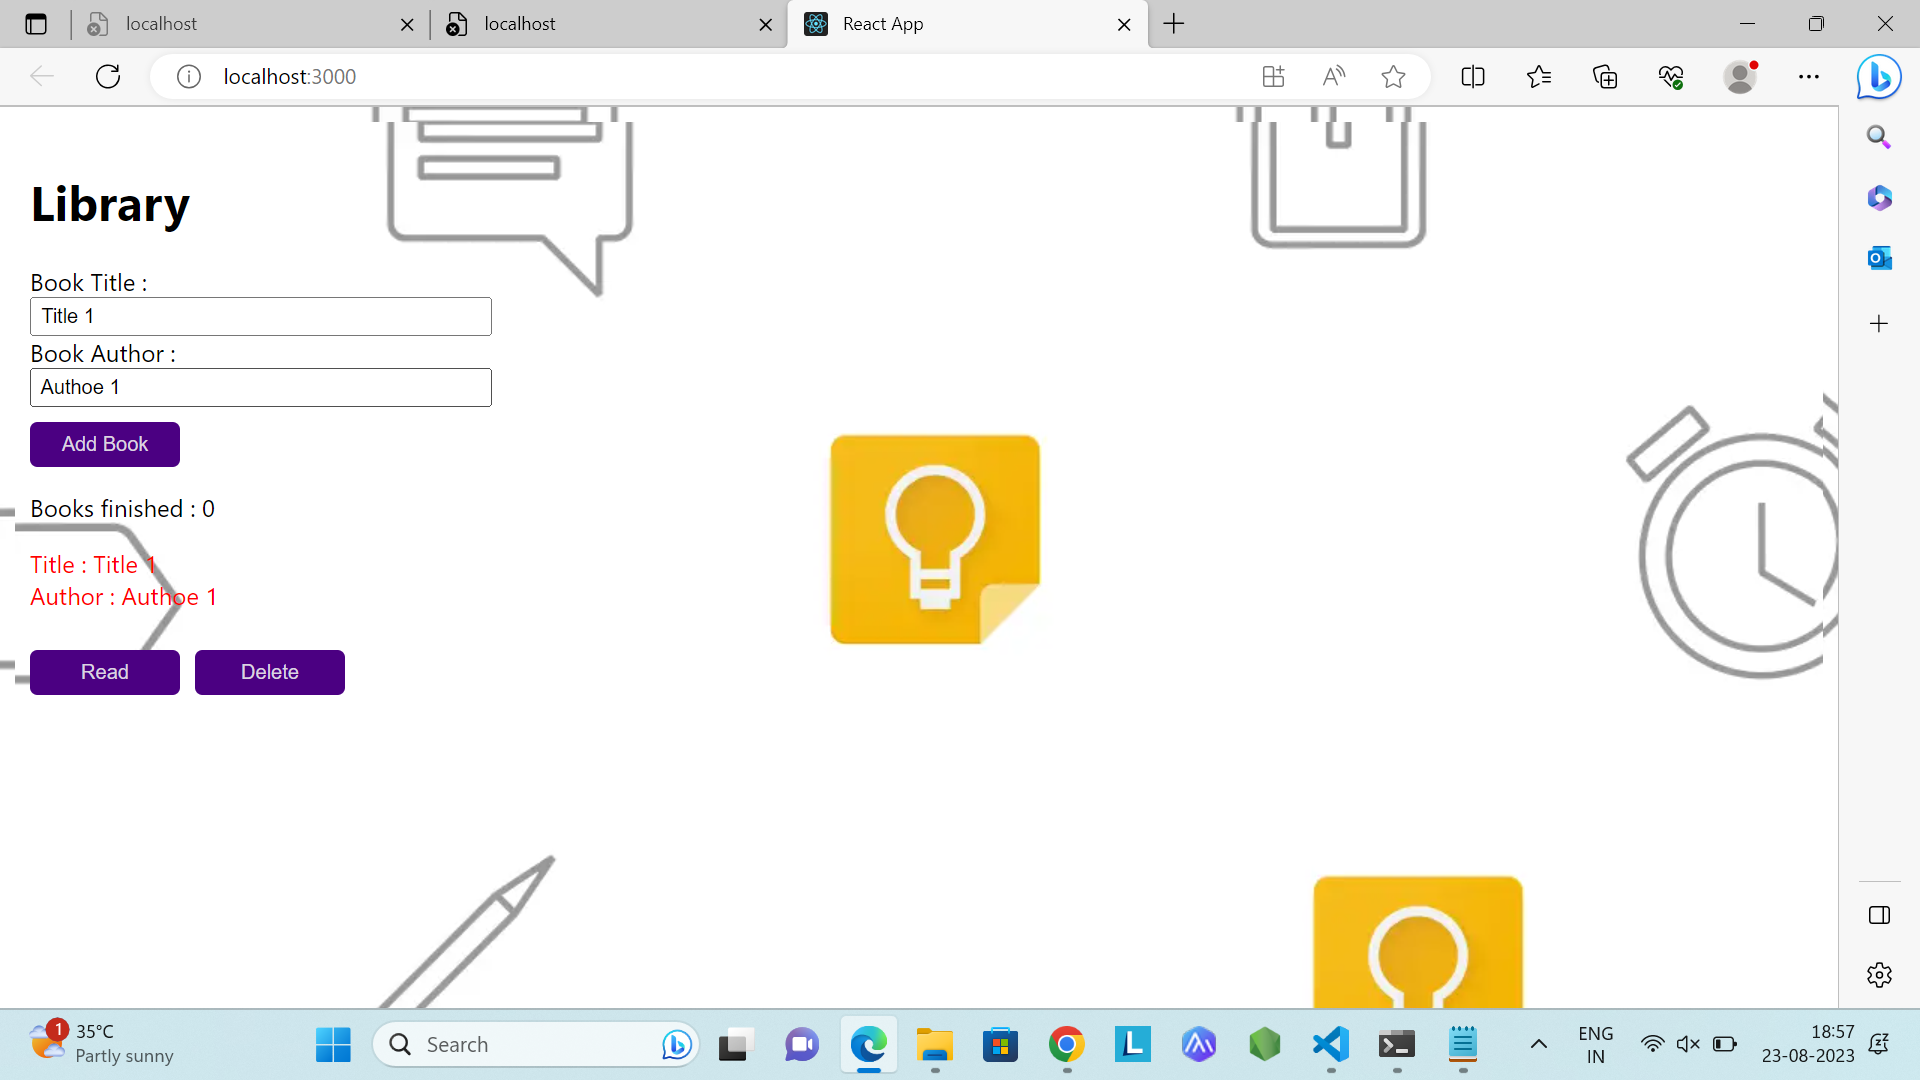 localhost
localhost
React App
localhost:3000
Library
Book Title :
Title 1
Book Author :
Authoe 1
Add Book
Books finished : 0
Title : Title 1
Author : Authoe 1
Read Delete
1
35°C
Partly sunny
Search
ENG
IN
18:57
23-08-2023